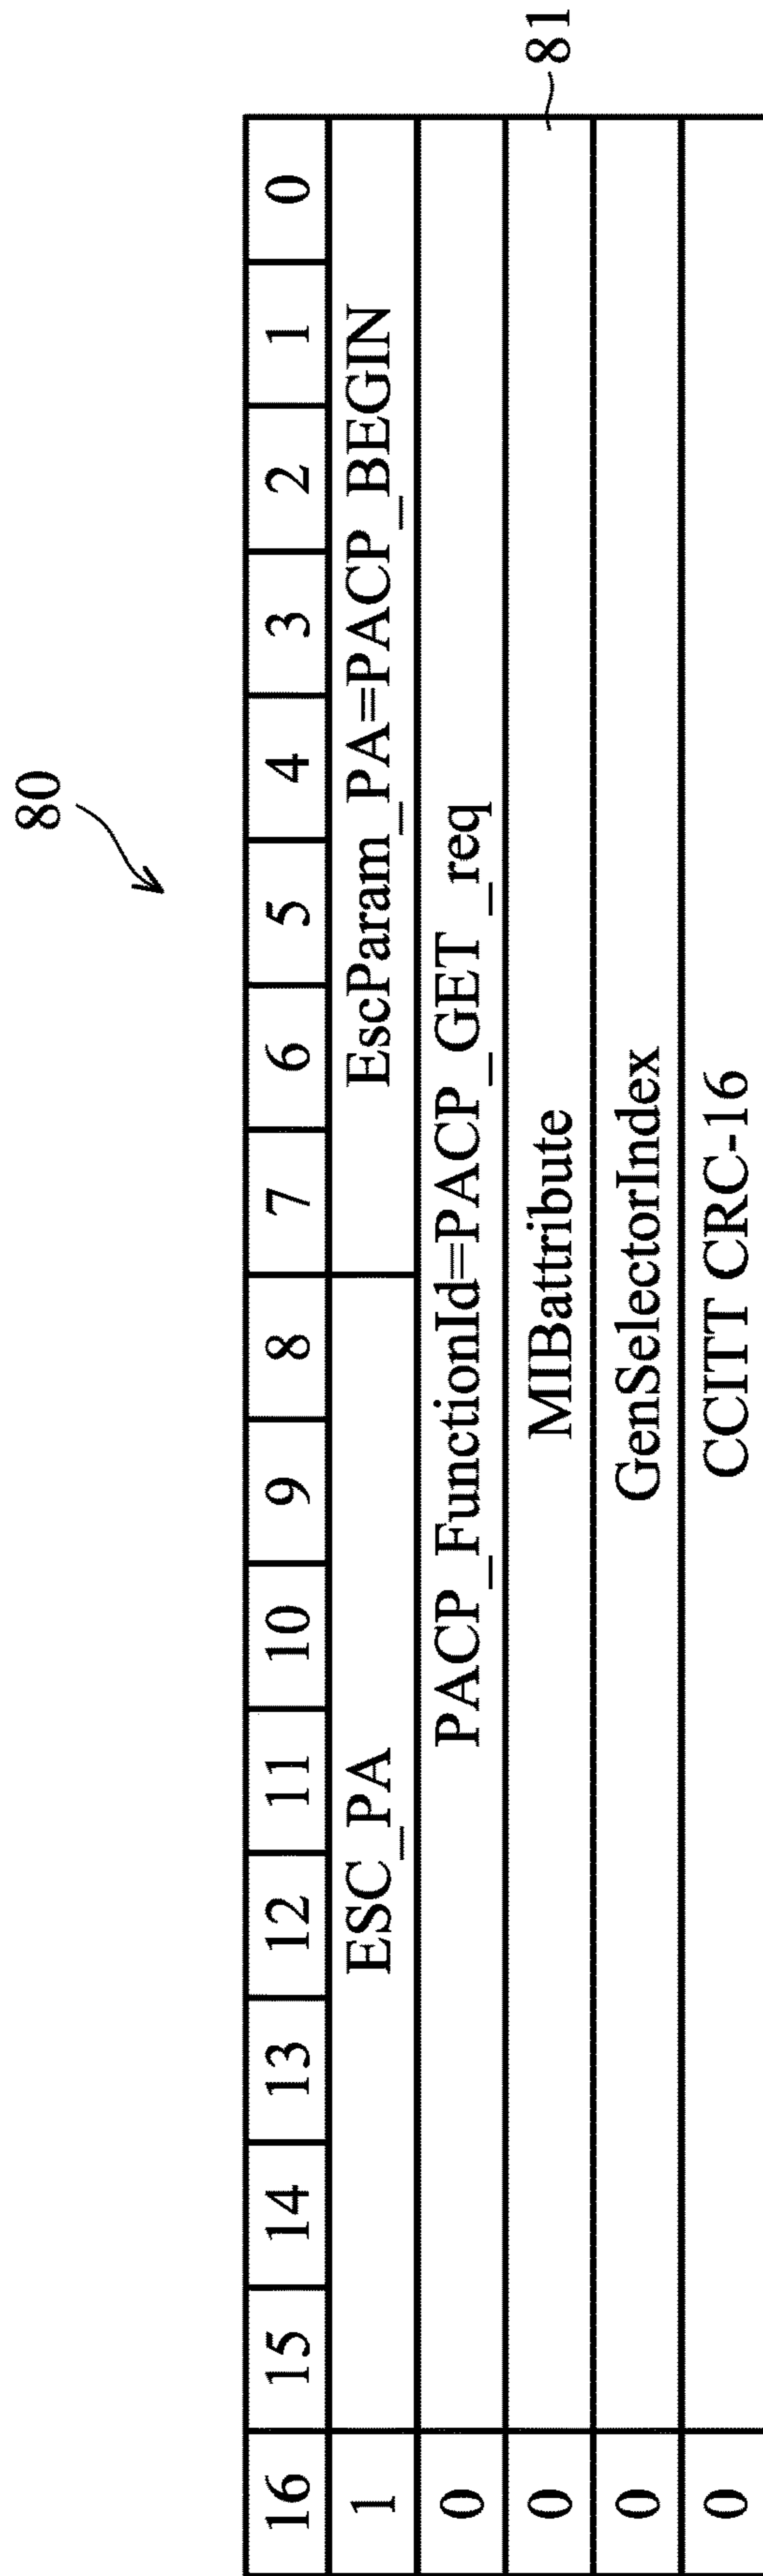 80
16 15 14 13 12 11 10 9 8 7 6 5 4 3 2 1 0
1 ESC_PA EscParam_PA=PACP_BEGIN
0 PACP_FunctionId=PACP_GET_req
0 MIBattribute 81
0 GenSelectorIndex
0 CCITT CRC-16